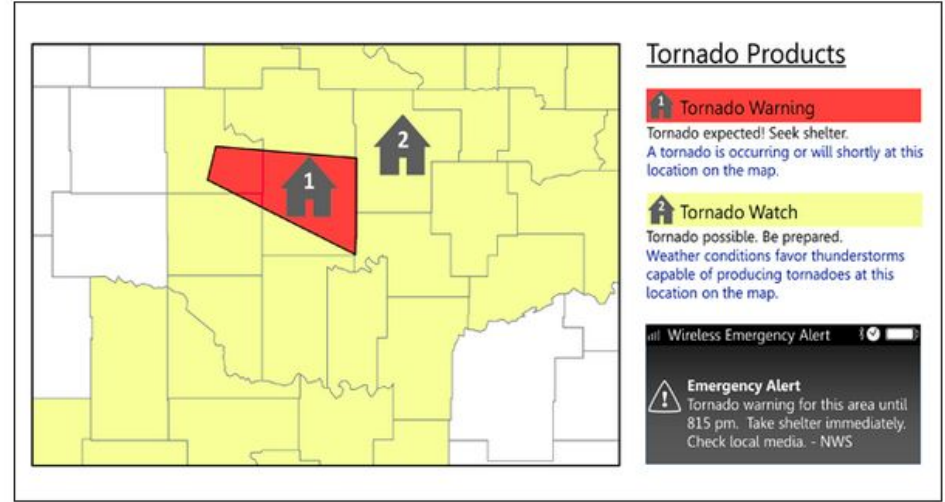 Tornado Products
1
Tornado Warning
Tornado expected! Seek shelter.
A tornado is occurring or will shortly at this
location on the map.
2
Tornado Watch
Tornado possible. Be prepared.
Weather conditions favor thunderstorms
capable of producing tornadoes at this
location on the map.
Wireless Emergency Alert
Emergency Alert
Tornado warning for this area until
815 pm. Take shelter immediately.
Check local media. - NWS
2
1